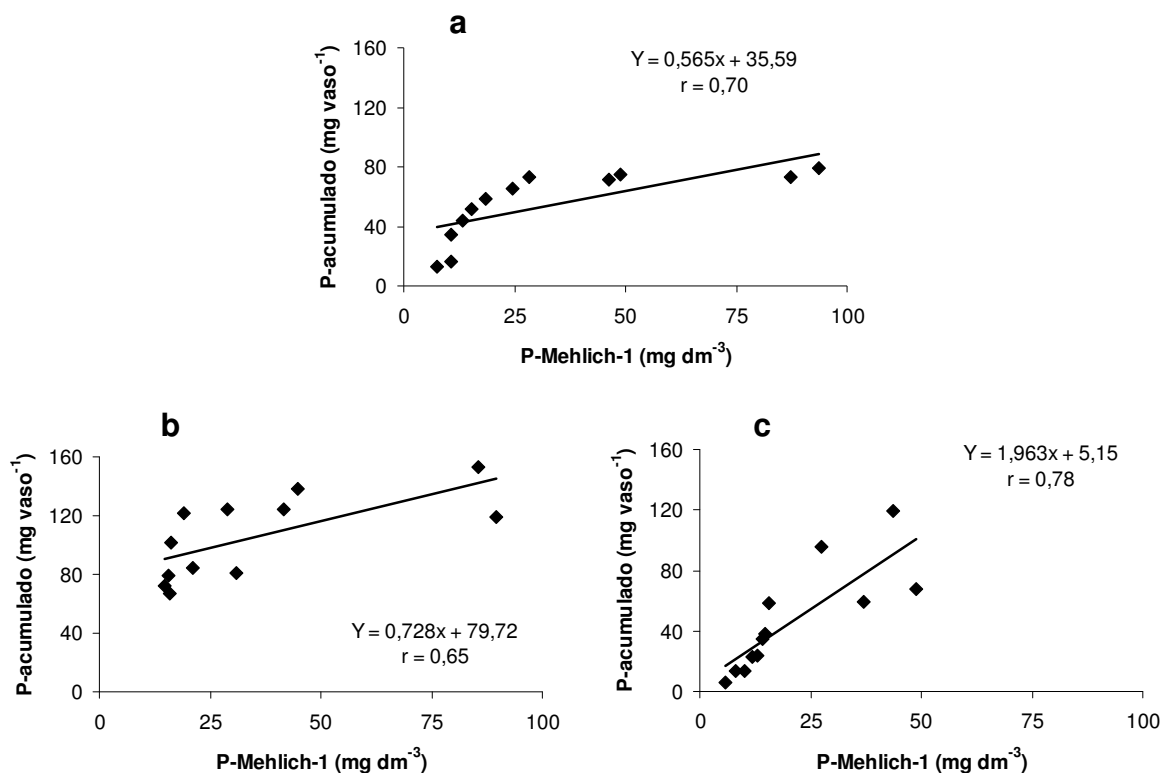 a
P-acumulado (mg vaso⁻¹)
160
120
80
40
0
Y = 0,565x + 35,59
r = 0,70
0 25 50 75 100
P-Mehlich-1 (mg dm⁻³)
b
P-acumulado (mg vaso⁻¹)
160
120
80
40
0
Y = 0,728x + 79,72
r = 0,65
0 25 50 75 100
P-Mehlich-1 (mg dm⁻³)
c
P-acumulado (mg vaso⁻¹)
160
120
80
40
0
Y = 1,963x + 5,15
r = 0,78
0 25 50 75 100
P-Mehlich-1 (mg dm⁻³)